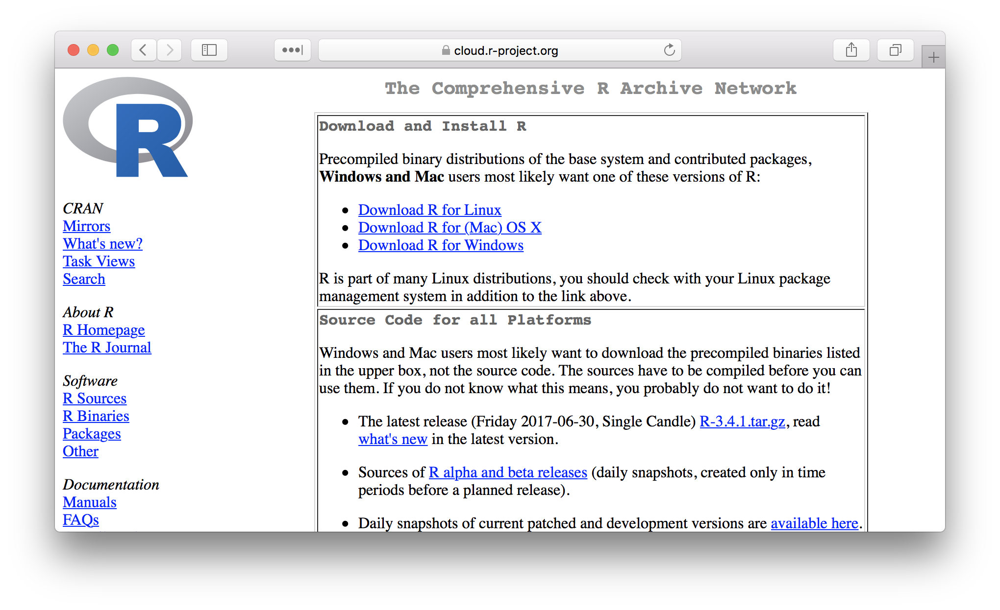 cloud.r-project.org
R
CRAN
Mirrors
What's new?
Task Views
Search
About R
R Homepage
The R Journal
Software
R Sources
R Binaries
Packages
Other
Documentation
Manuals
FAQs
The Comprehensive R Archive Network
Download and Install R
Precompiled binary distributions of the base system and contributed packages,
Windows and Mac users most likely want one of these versions of R:
• Download R for Linux
• Download R for (Mac) OS X
• Download R for Windows
R is part of many Linux distributions, you should check with your Linux package
management system in addition to the link above.
Source Code for all Platforms
Windows and Mac users most likely want to download the precompiled binaries listed
in the upper box, not the source code. The sources have to be compiled before you can
use them. If you do not know what this means, you probably do not want to do it!
• The latest release (Friday 2017-06-30, Single Candle) R-3.4.1.tar.gz, read
what's new in the latest version.
• Sources of R alpha and beta releases (daily snapshots, created only in time
periods before a planned release).
• Daily snapshots of current patched and development versions are available here.